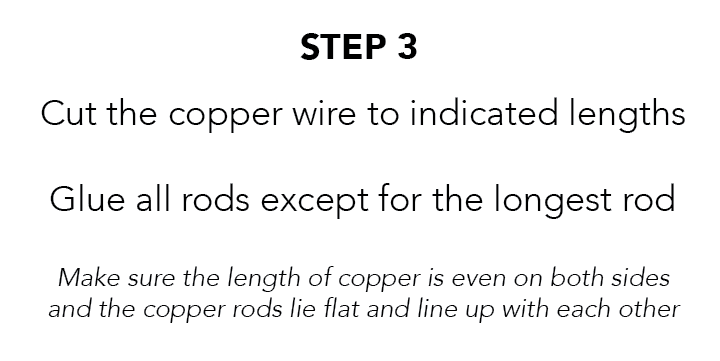 STEP 3
Cut the copper wire to indicated lengths
Glue all rods except for the longest rod
Make sure the length of copper is even on both sides
and the copper rods lie flat and line up with each other